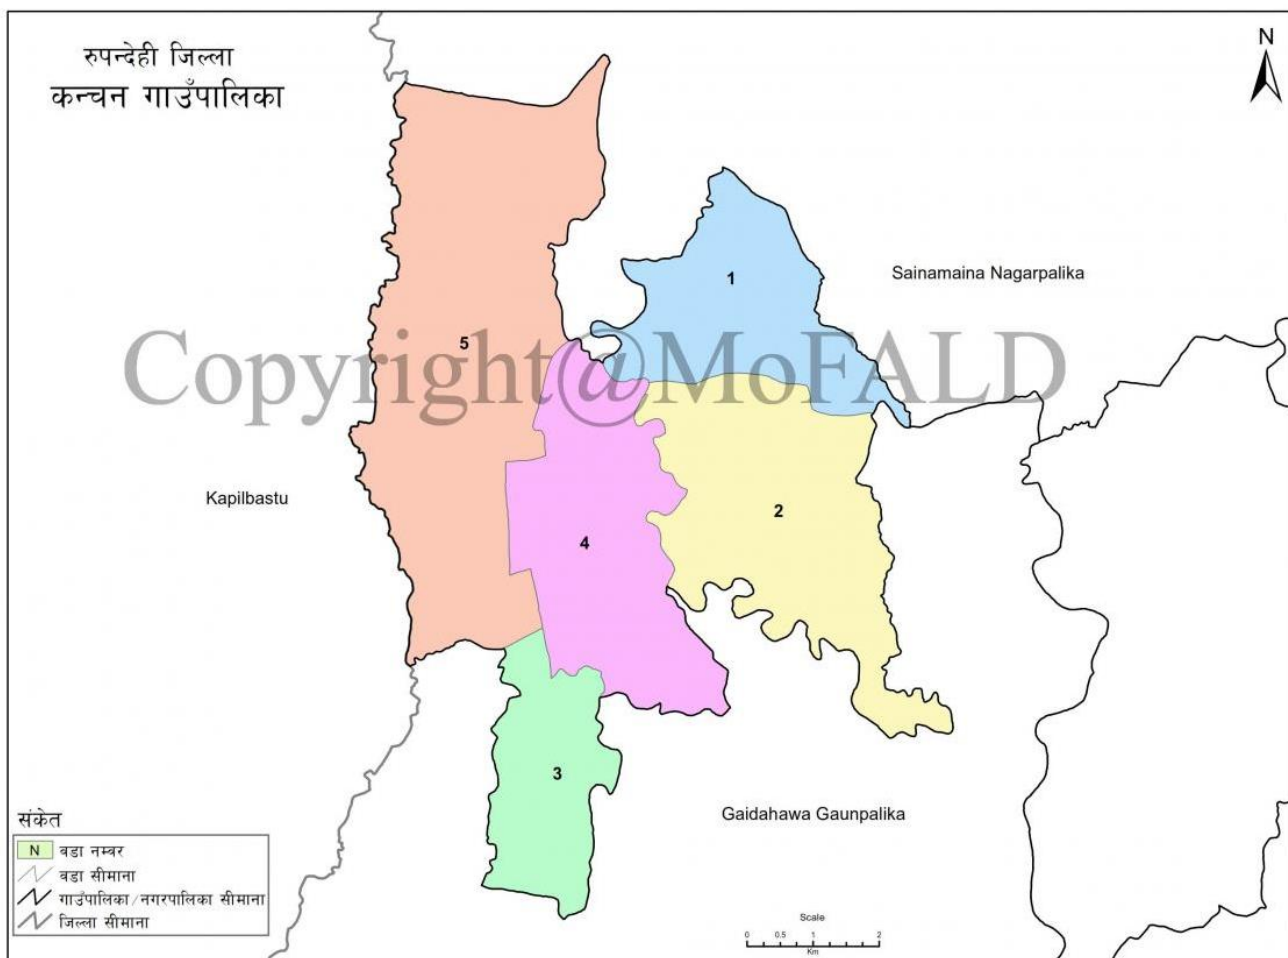 रुपन्देही जिल्ला
कन्चन गाउँपालिका
N
1
Sainamaina Nagarpalika
5
Copyright@MoFALD
Kapilbastu
2
4
3
Gaidahawa Gaunpalika
संकेत
N वडा नम्बर
वडा सीमाना
गाउँपालिका/नगरपालिका सीमाना
जिल्ला सीमाना
Scale
0 0.5 1 2
Km